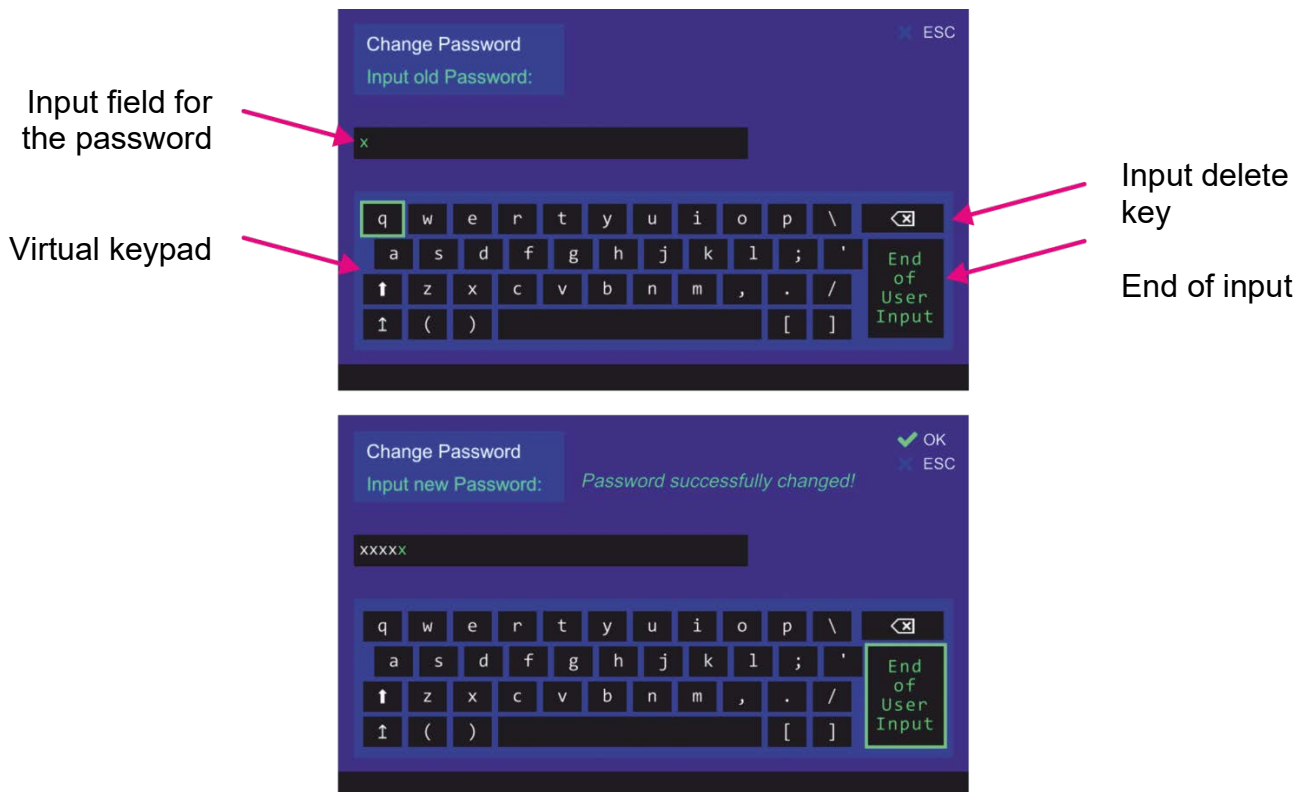 Change Password
ESC
Input old Password:
Input field for
the password
x
Input delete
key
q w e r t y u i o p \
Virtual keypad
a s d f g h j k l ; '
End
of
User
Input
End of input
z x c v b n m , . /
( ) [ ]
Change Password
OK
ESC
Input new Password:
Password successfully changed!
xxxxx
q w e r t y u i o p \
a s d f g h j k l ; '
End
of
User
Input
z x c v b n m , . /
( ) [ ]